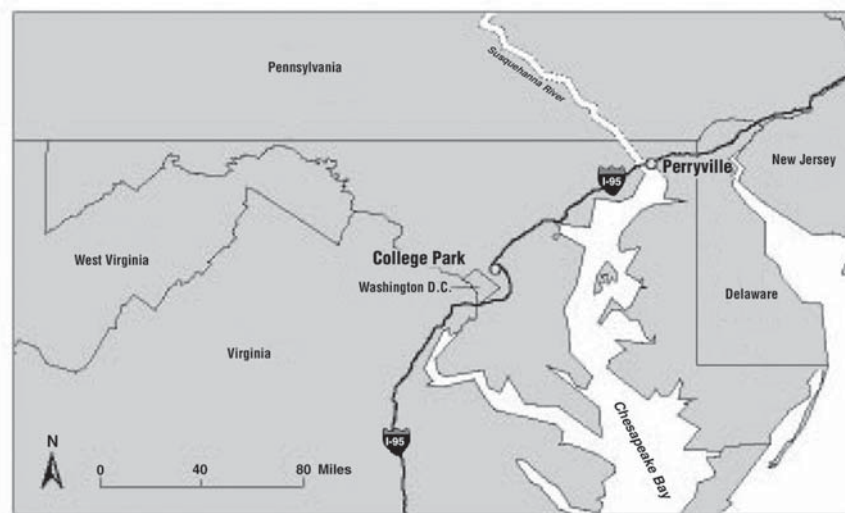 Pennsylvania
Susquehanna River
New Jersey
Perryville
I-95
College Park
West Virginia
Washington D.C.
Delaware
Virginia
Chesapeake Bay
I-95
N
0 40 80 Miles